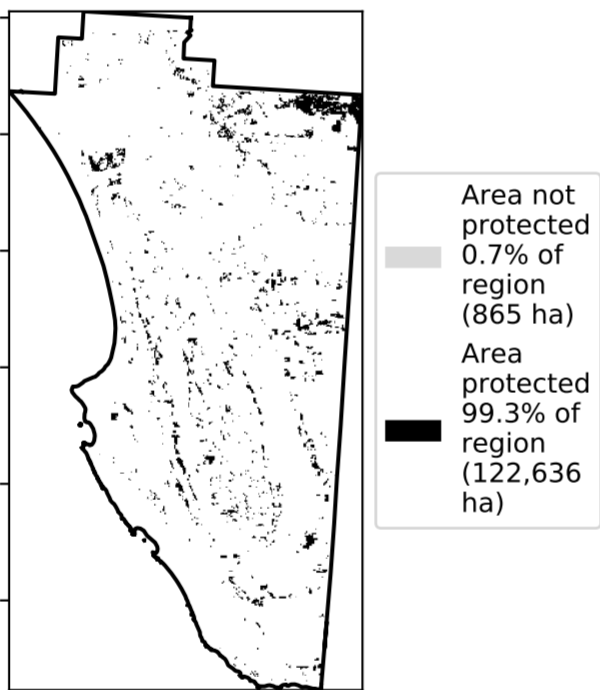 Area not
protected
0.7% of
region
(865 ha)
Area
protected
99.3% of
region
(122,636
ha)